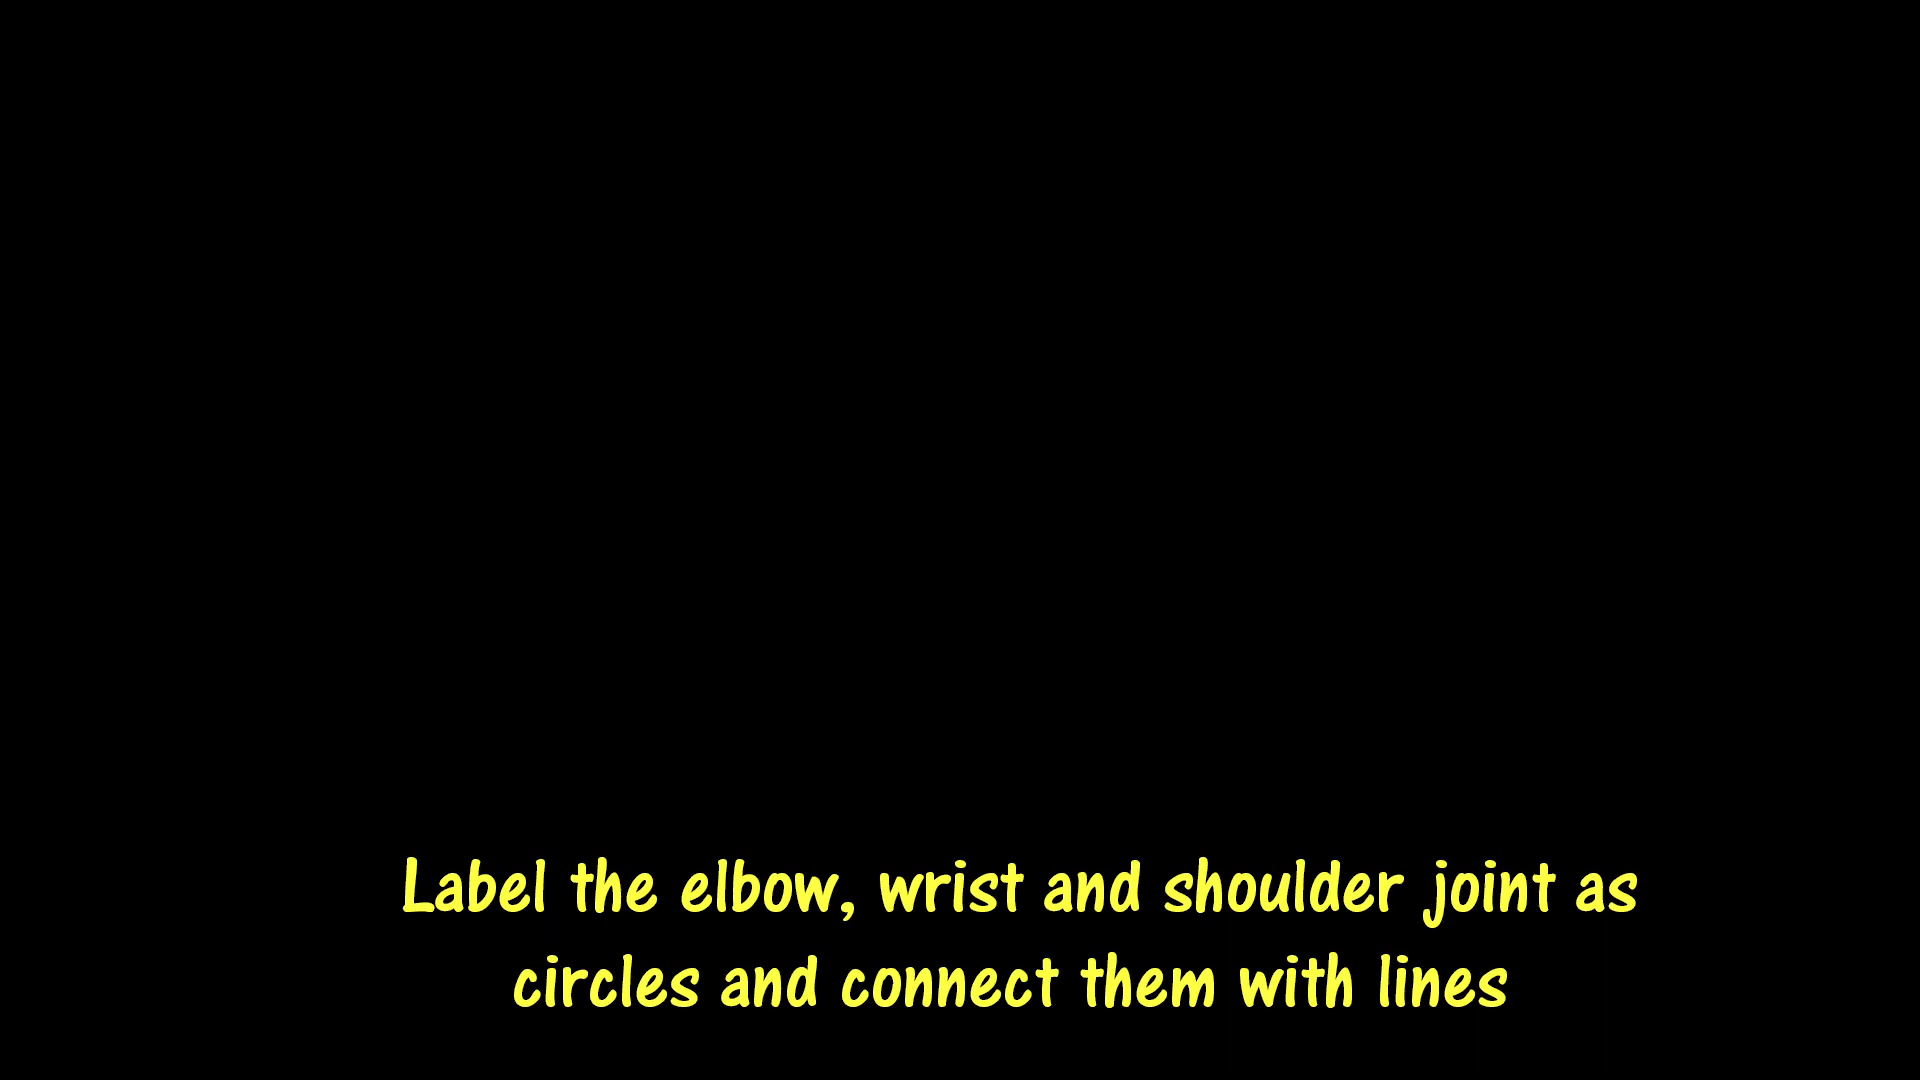 Label the elbow, wrist and shoulder joint as
circles and connect them with lines